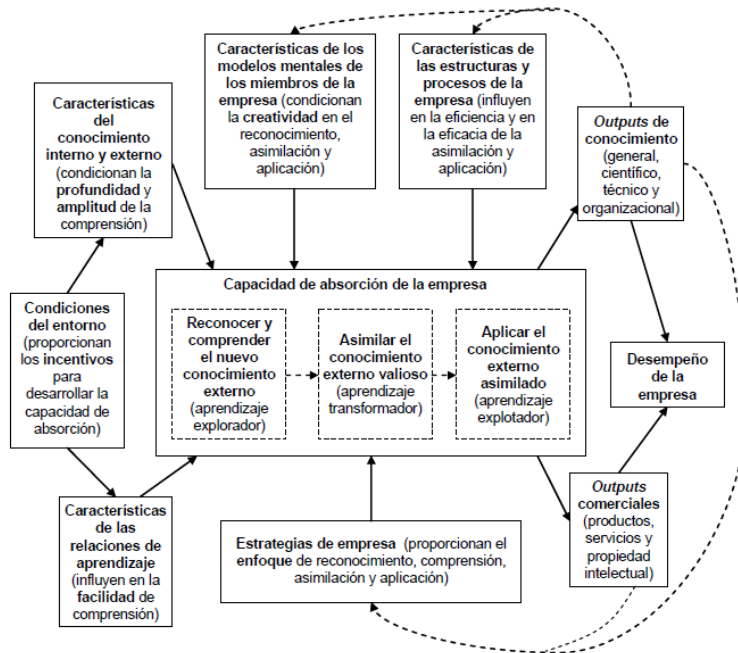 Características de los
modelos mentales de
los miembros de la
empresa (condicionan
la creatividad en el
reconocimiento,
asimilación y
aplicación)
Características de
las estructuras y
procesos de la
empresa (influyen
en la eficiencia y en
la eficacia de la
asimilación y
aplicación)
Características
del
conocimiento
interno y externo
(condicionan la
profundidad y
amplitud de la
comprensión)
Outputs de
conocimiento
(general,
científico,
técnico y
organizacional)
Capacidad de absorción de la empresa
Condiciones
del entorno
(proporcionan
los incentivos
para
desarrollar la
capacidad de
absorción)
Reconocer y
comprender
el nuevo
conocimiento
externo
(aprendizaje
explorador)
Asimilar el
conocimiento
externo valioso
(aprendizaje
transformador)
Aplicar el
conocimiento
externo
asimilado
(aprendizaje
explotador)
Desempeño
de la
empresa
Características
de las
relaciones de
aprendizaje
(influyen en la
facilidad de
comprensión)
Estrategias de empresa (proporcionan el
enfoque de reconocimiento, comprensión,
asimilación y aplicación)
Outputs
comerciales
(productos,
servicios y
propiedad
intelectual)